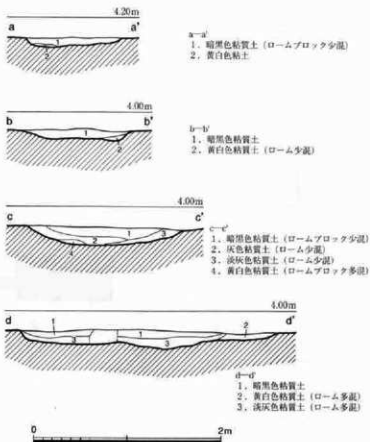 4.20m
a a'
1
2
a—a'
1．暗黒色粘質土（ロームブロック少混）
2．黄白色粘土
4.00m
b b'
1
2
b—b'
1．暗黒色粘質土
2．黄白色粘質土（ローム少混）
4.00m
c c'
1 3
2
4
c—c'
1．暗黒色粘質土（ロームブロック少混）
2．灰色粘質土（ローム少混）
3．淡灰色粘質土（ローム少混）
4．黄白色粘質土（ロームブロック多混）
4.00m
d d'
1 1 2
3 3
d—d'
1．暗黒色粘質土
2．黄白色粘質土（ローム多混）
3．淡灰色粘質土（ローム多混）
0 2m